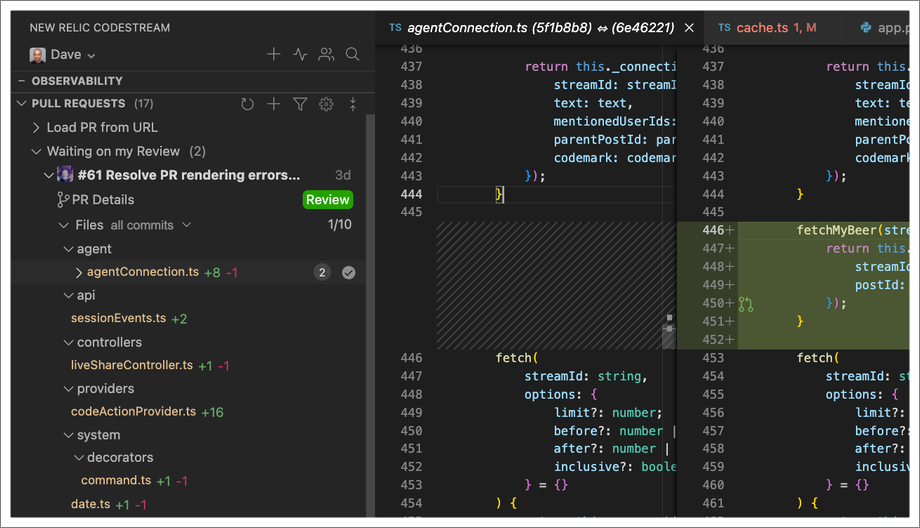 NEW RELIC CODESTREAM
Dave
OBSERVABILITY
PULL REQUESTS (17)
Load PR from URL
Waiting on my Review (2)
#61 Resolve PR rendering errors... 3d
PR Details Review
Files all commits 1/10
agent
agentConnection.ts +8 -1 2
api
sessionEvents.ts +2
controllers
liveShareController.ts +1 -1
providers
codeActionProvider.ts +16
system
decorators
command.ts +1 -1
date.ts +1 -1
TS agentConnection.ts (5f1b8b8) ⇔ (6e46221) ×
436
437 return this._connectio
438 streamId: streamI
439 text: text,
440 mentionedUserIds:
441 parentPostId: par
442 codemark: codemar
443 });
444 }
445
446 fetch(
447 streamId: string,
448 options: {
449 limit?: number;
450 before?: number |
451 after?: number |
452 inclusive?: boole
453 } = {}
454 ) {
TS cache.ts 1, M
app.p
436
437 return this.
438 streamId
439 text: te
440 mentione
441 parentPo
442 codemark
443 });
444 }
445
446+ fetchMyBeer(stre
447+ return this.
448+ streamId
449+ postId:
450+ });
451+ }
452+
453 fetch(
454 streamId: st
455 options: {
456 limit?:
457 before?:
458 after?:
459 inclusiv
460 } = {}
461 ) {